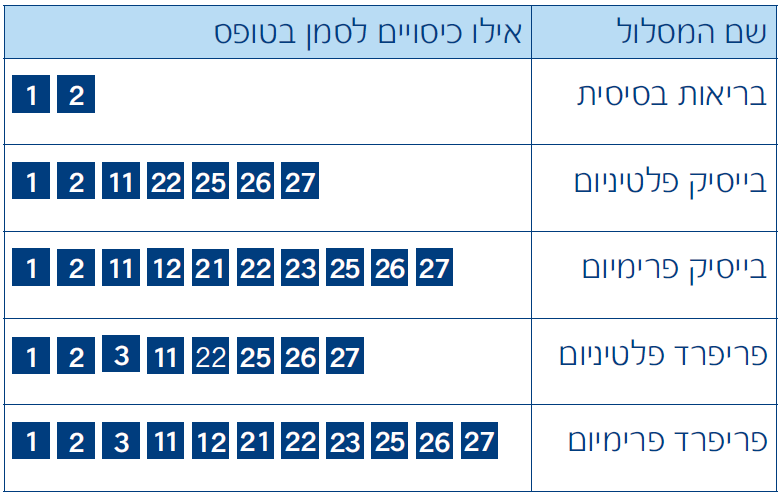 שם המסלול אילו כיסויים לסמן בטופס
בריאות בסיסית 1 2
בייסיק פלטיניום 1 2 11 22 25 26 27
בייסיק פרימיום 1 2 11 12 21 22 23 25 26 27
פריפרד פלטיניום 1 2 3 11 22 25 26 27
פריפרד פרימיום 1 2 3 11 12 21 22 23 25 26 27